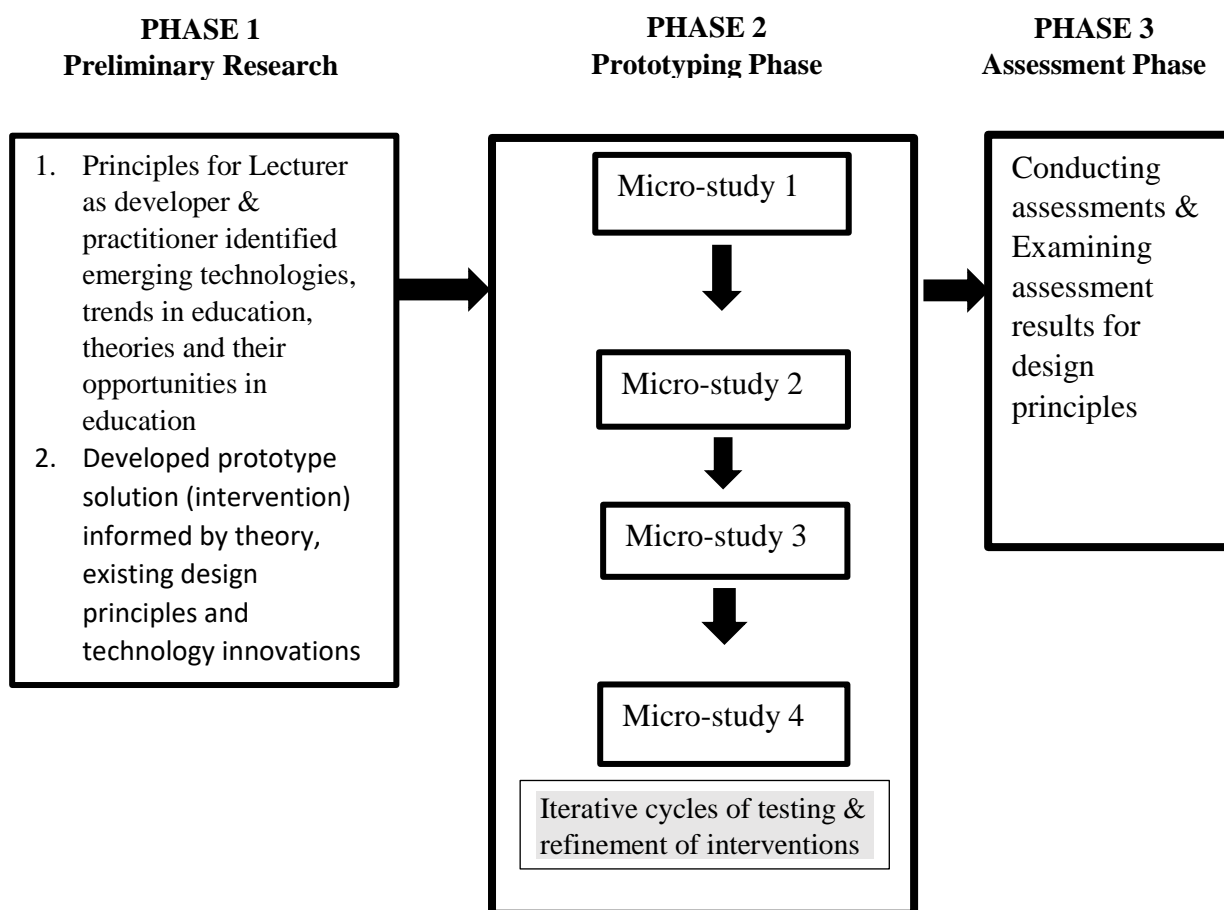 PHASE 1
Preliminary Research
1. Principles for Lecturer
as developer &
practitioner identified
emerging technologies,
trends in education,
theories and their
opportunities in
education
2. Developed prototype
solution (intervention)
informed by theory,
existing design
principles and
technology innovations
PHASE 2
Prototyping Phase
Micro-study 1
Micro-study 2
Micro-study 3
Micro-study 4
Iterative cycles of testing &
refinement of interventions
PHASE 3
Assessment Phase
Conducting
assessments &
Examining
assessment
results for
design
principles